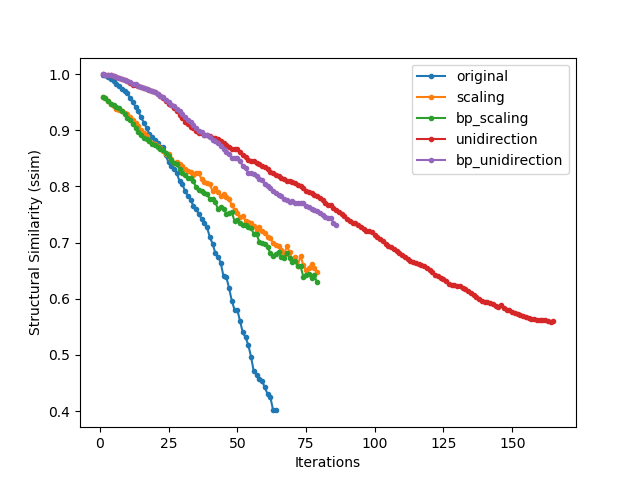 original
scaling
bp_scaling
unidirection
bp_unidirection
1.0
0.9
0.8
0.7
0.6
0.5
0.4
Structural Similarity (ssim)
0 25 50 75 100 125 150
Iterations